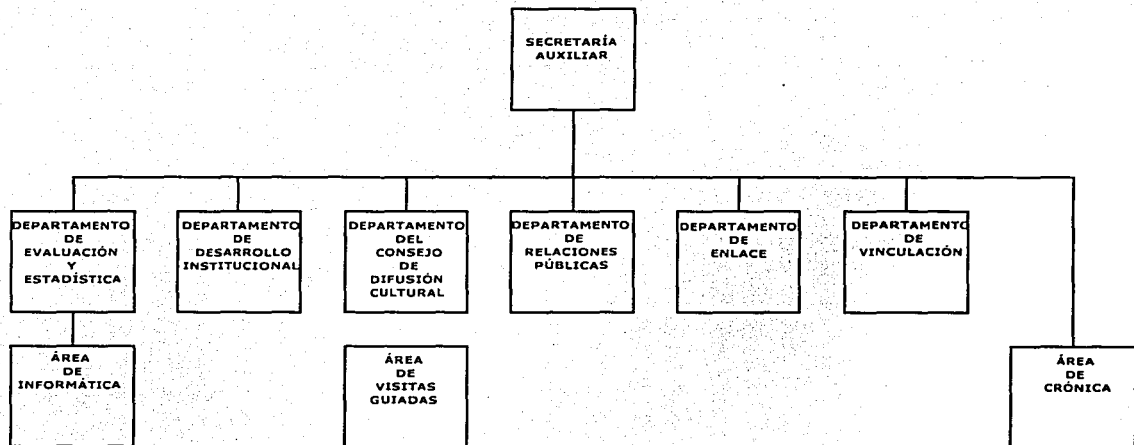 SECRETARÍA
AUXILIAR
DEPARTAMENTO
DE
EVALUACIÓN
Y
ESTADÍSTICA
DEPARTAMENTO
DE
DESARROLLO
INSTITUCIONAL
DEPARTAMENTO
DEL
CONSEJO
DE
DIFUSIÓN
CULTURAL
DEPARTAMENTO
DE
RELACIONES
PÚBLICAS
DEPARTAMENTO
DE
ENLACE
DEPARTAMENTO
DE
VINCULACIÓN
ÁREA
DE
INFORMÁTICA
ÁREA
DE
VISITAS
GUIADAS
ÁREA
DE
CRÓNICA